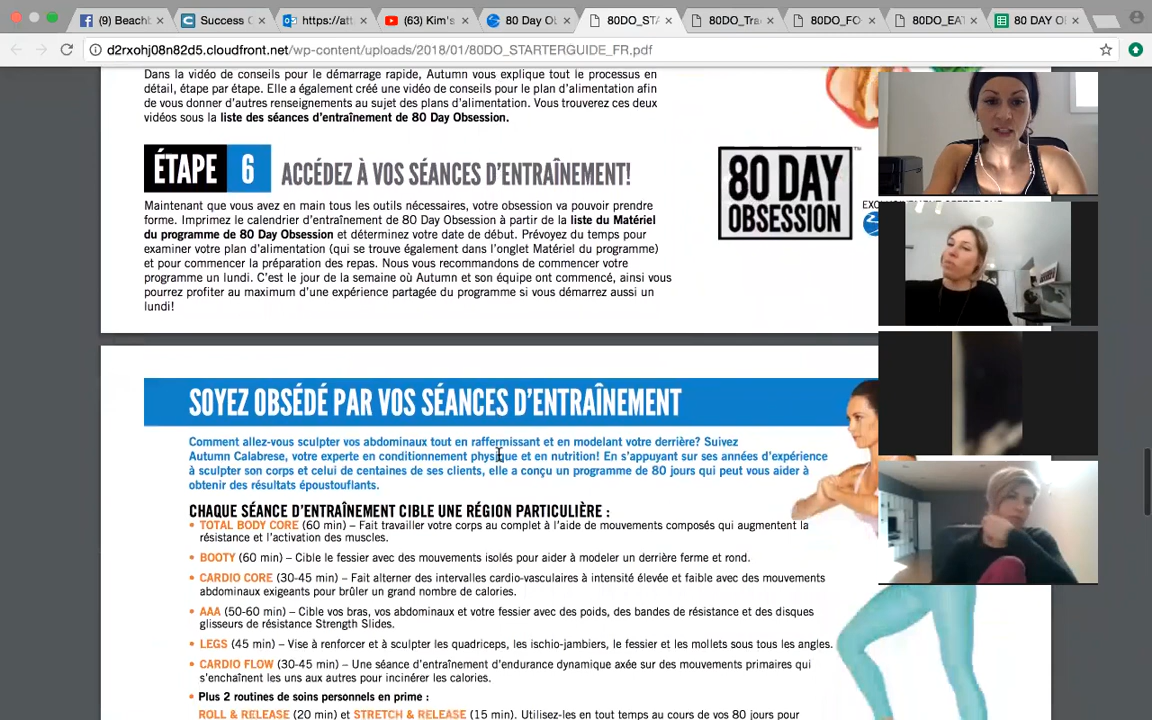 (9) Beachb
Success C
https://att
(63) Kim's
80 Day Ob
80DO_STA
80DO_Trac
80DO_FO
80DO_EAT
80 DAY O
d2rxohj08n82d5.cloudfront.net/wp-content/uploads/2018/01/80DO_STARTERGUIDE_FR.pdf
Dans la vidéo de conseils pour le démarrage rapide, Autumn vous explique tout le processus en
détail, étape par étape. Elle a également créé une vidéo de conseils pour le plan d'alimentation afin
de vous donner d'autres renseignements au sujet des plans d'alimentation. Vous trouverez ces deux
vidéos sous la liste des séances d'entraînement de 80 Day Obsession.
ÉTAPE 6 ACCÉDEZ À VOS SÉANCES D'ENTRAÎNEMENT!
Maintenant que vous avez en main tous les outils nécessaires, votre obsession va pouvoir prendre
forme. Imprimez le calendrier d'entraînement de 80 Day Obsession à partir de la liste du Matériel
du programme de 80 Day Obsession et déterminez votre date de début. Prévoyez du temps pour
examiner votre plan d'alimentation (qui se trouve également dans l'onglet Matériel du programme)
et pour commencer la préparation des repas. Nous vous recommandons de commencer votre
programme un lundi. C'est le jour de la semaine où Autumn et son équipe ont commencé, ainsi vous
pourrez profiter au maximum d'une expérience partagée du programme si vous démarrez aussi un
lundi!
80 DAY
OBSESSION
™
SOYEZ OBSÉDÉ PAR VOS SÉANCES D'ENTRAÎNEMENT
Comment allez-vous sculpter vos abdominaux tout en raffermissant et en modelant votre derrière? Suivez
Autumn Calabrese, votre experte en conditionnement physique et en nutrition! En s'appuyant sur ses années d'expérience
à sculpter son corps et celui de centaines de ses clients, elle a conçu un programme de 80 jours qui peut vous aider à
obtenir des résultats époustouflants.
CHAQUE SÉANCE D'ENTRAÎNEMENT CIBLE UNE RÉGION PARTICULIÈRE :
• TOTAL BODY CORE (60 min) – Fait travailler votre corps au complet à l'aide de mouvements composés qui augmentent la
résistance et l'activation des muscles.
• BOOTY (60 min) – Cible le fessier avec des mouvements isolés pour aider à modeler un derrière ferme et rond.
• CARDIO CORE (30-45 min) – Fait alterner des intervalles cardio-vasculaires à intensité élevée et faible avec des mouvements
abdominaux exigeants pour brûler un grand nombre de calories.
• AAA (50-60 min) – Cible vos bras, vos abdominaux et votre fessier avec des poids, des bandes de résistance et des disques
glisseurs de résistance Strength Slides.
• LEGS (45 min) – Vise à renforcer et à sculpter les quadriceps, les ischio-jambiers, le fessier et les mollets sous tous les angles.
• CARDIO FLOW (30-45 min) – Une séance d'entraînement d'endurance dynamique axée sur des mouvements primaires qui
s'enchaînent les uns aux autres pour incinérer les calories.
• Plus 2 routines de soins personnels en prime :
ROLL & RELEASE (20 min) et STRETCH & RELEASE (15 min). Utilisez-les en tout temps au cours de vos 80 jours pour